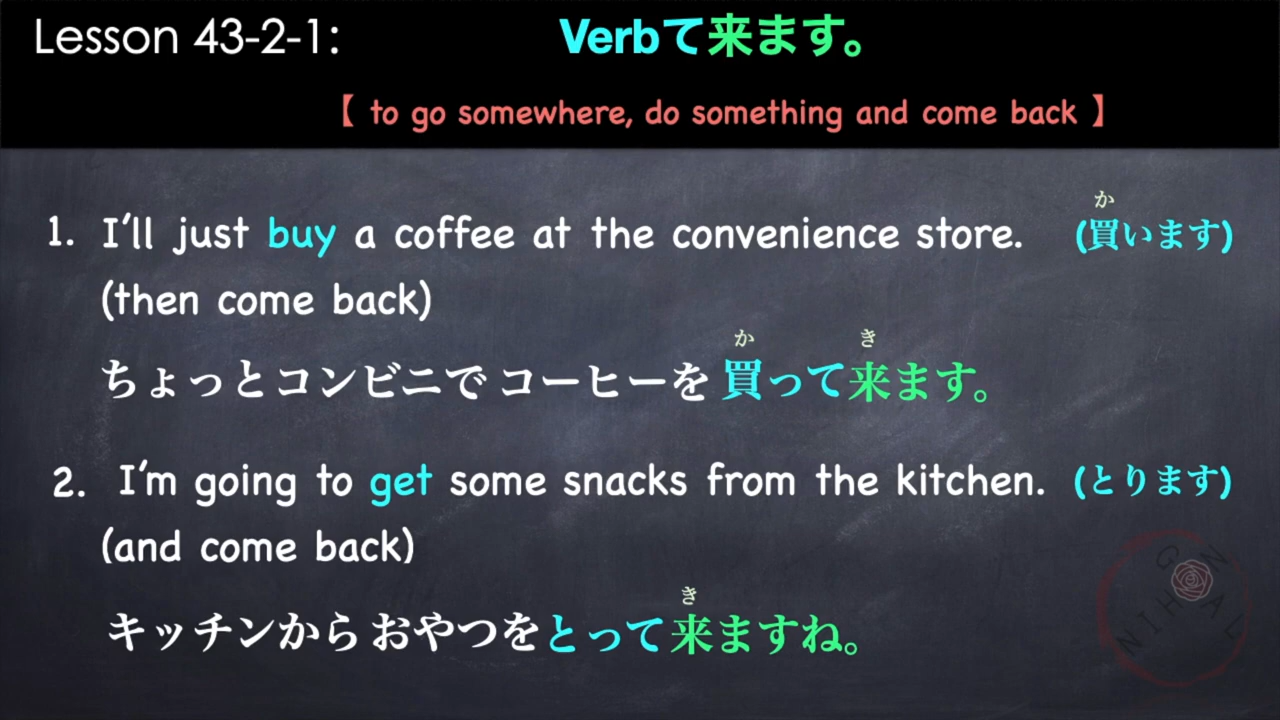 Lesson 43-2-1:
Verbて来ます。
【 to go somewhere, do something and come back 】
か
1. I'll just buy a coffee at the convenience store. (買います)
(then come back)
か き
ちょっとコンビニで コーヒーを 買って来ます。
2. I'm going to get some snacks from the kitchen. (とります)
(and come back)
き
キッチンから おやつをとって来ますね。
NIHON GOAL